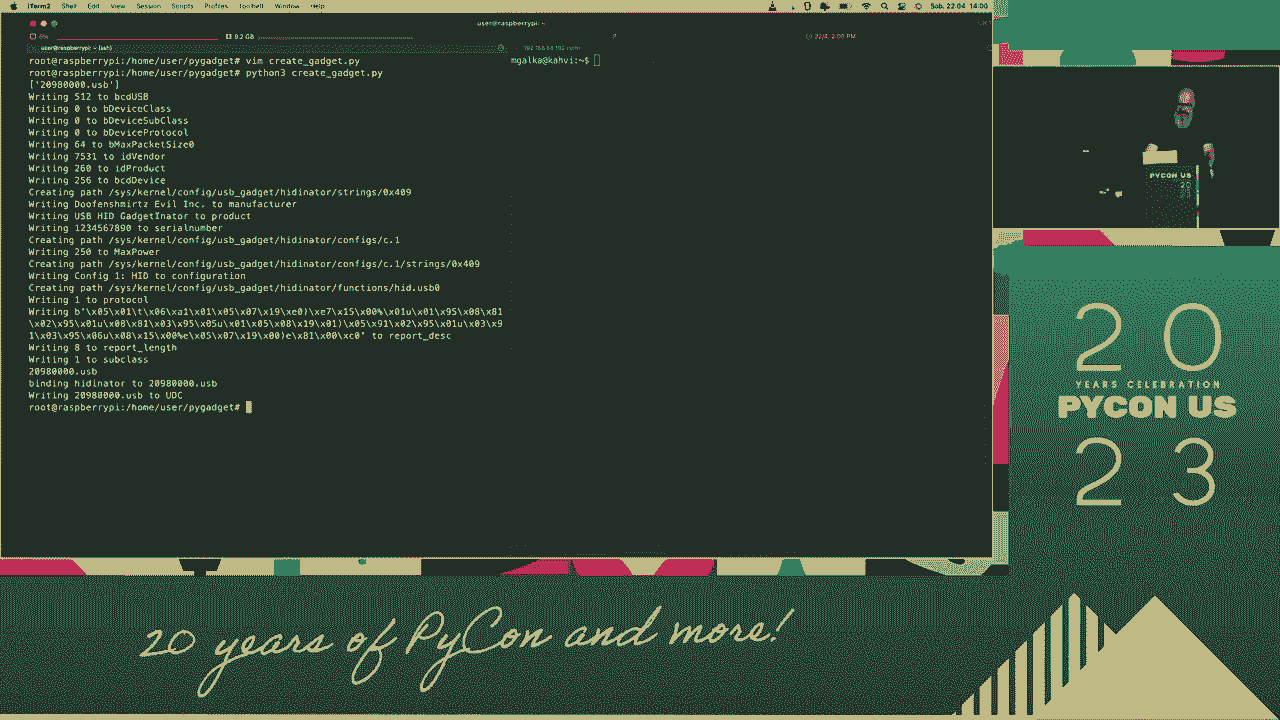 iTerm2 Shell Edit View Session Scripts Profiles Toolbelt Window Help
Sob. 22.04 14:00
user@raspberrypi: ~
9.2 GB
22/4, 2:00 PM
user@raspberrypi: ~ (ssh)
root@raspberrypi:/home/user/pygadget# vim create_gadget.py
mgalka@kahvi:~$
root@raspberrypi:/home/user/pygadget# python3 create_gadget.py
['20980000.usb']
Writing 512 to bcdUSB
Writing 0 to bDeviceClass
Writing 0 to bDeviceSubClass
Writing 0 to bDeviceProtocol
Writing 64 to bMaxPacketSize0
Writing 7531 to idVendor
Writing 260 to idProduct
Writing 256 to bcdDevice
Creating path /sys/kernel/config/usb_gadget/hidinator/strings/0x409
Writing Doofenshmirtz Evil Inc. to manufacturer
Writing USB HID GadgetInator to product
Writing 1234567890 to serialnumber
Creating path /sys/kernel/config/usb_gadget/hidinator/configs/c.1
Writing 250 to MaxPower
Creating path /sys/kernel/config/usb_gadget/hidinator/configs/c.1/strings/0x409
Writing Config 1: HID to configuration
Creating path /sys/kernel/config/usb_gadget/hidinator/functions/hid.usb0
Writing 1 to protocol
Writing b'\x05\x01\t\x06\xa1\x01\x05\x07\x19\xe0)\xe7\x15\x00%\x01u\x01\x95\x08\x81
\x02\x95\x01u\x08\x81\x03\x95\x05u\x01\x05\x08\x19\x01)\x05\x91\x02\x95\x01u\x03\x9
1\x03\x95\x06u\x08\x15\x00%e\x05\x07\x19\x00)e\x81\x00\xc0' to report_desc
Writing 8 to report_length
Writing 1 to subclass
20980000.usb
binding hidinator to 20980000.usb
Writing 20980000.usb to UDC
root@raspberrypi:/home/user/pygadget#
PYCON US
20
23
20
YEARS CELEBRATION
PYCON US
23
20 years of PyCon and more!